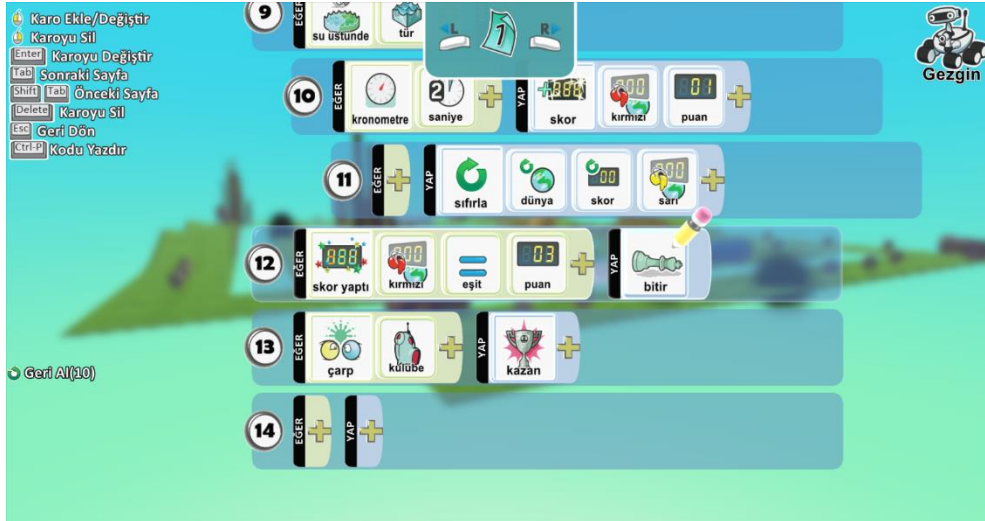 Karo Ekle/Değiştir
Karoyu Sil
Enter Karoyu Değiştir
Tab Sonraki Sayfa
Shift Tab Önceki Sayfa
Delete Karoyu Sil
Esc Geri Dön
Ctrl-P Kodu Yazdır
Geri Al(10)
L 1 R
Gezgin
9 EĞER su üstünde tür
10 EĞER kronometre saniye YAP skor kırmızı puan 01
11 EĞER YAP sıfırla dünya skor sarı
12 EĞER skor yaptı kırmızı eşit puan 03 YAP bitir
13 EĞER çarp kulübe YAP kazan
14 EĞER YAP